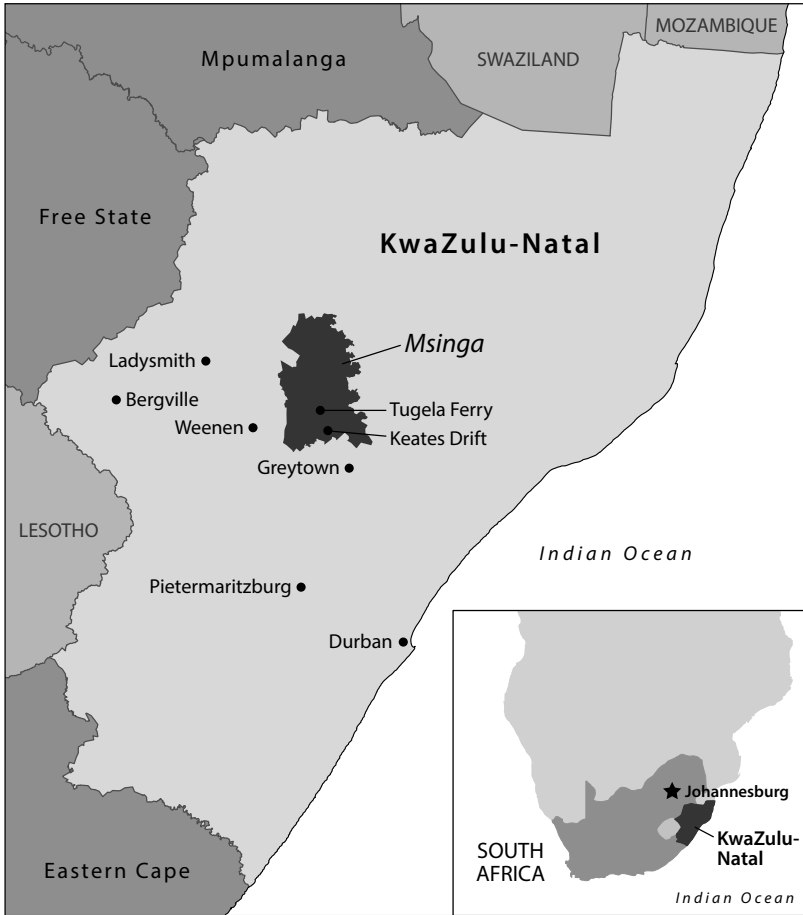 MOZAMBIQUE
Mpumalanga
SWAZILAND
Free State
KwaZulu-Natal
Msinga
Ladysmith
Bergville
Tugela Ferry
Weenen
Keates Drift
Greytown
LESOTHO
Indian Ocean
Pietermaritzburg
Durban
Johannesburg
KwaZulu-
Natal
SOUTH
AFRICA
Eastern Cape
Indian Ocean